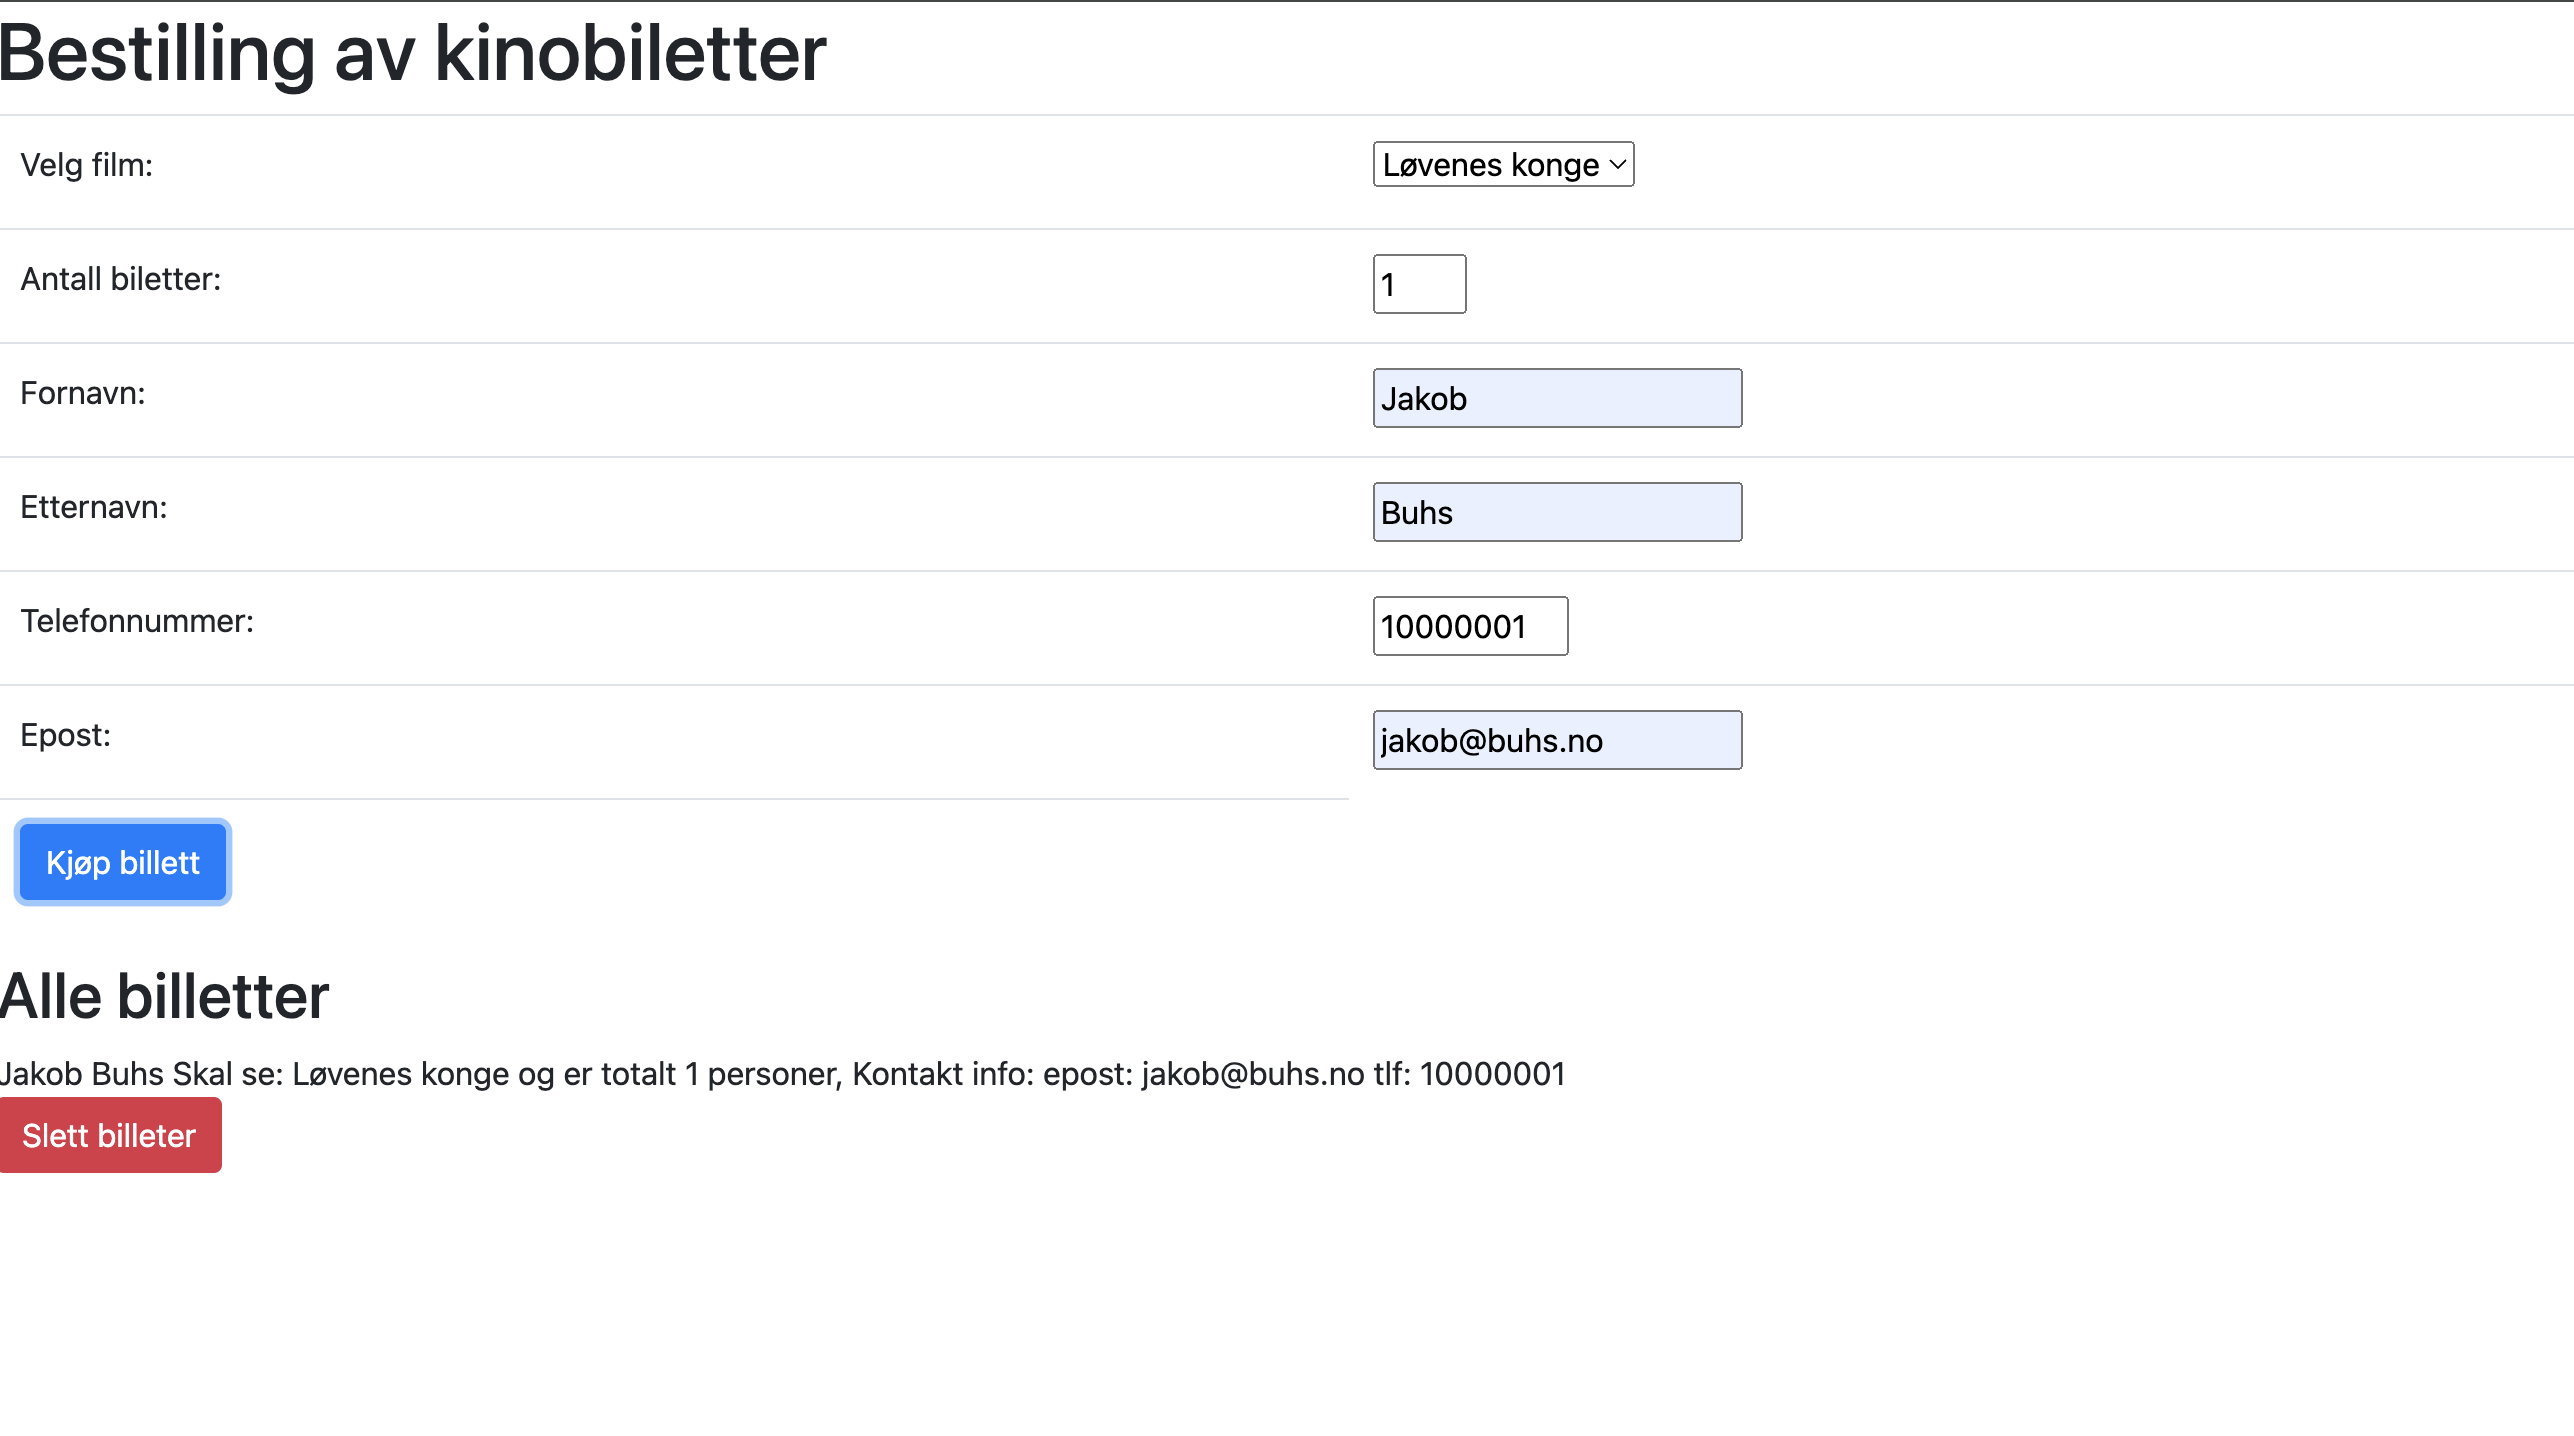 Bestilling av kinobiletter
Velg film: Løvenes konge
Antall biletter: 1
Fornavn: Jakob
Etternavn: Buhs
Telefonnummer: 10000001
Epost: jakob@buhs.no
Kjøp billett
Alle billetter
Jakob Buhs Skal se: Løvenes konge og er totalt 1 personer, Kontakt info: epost: jakob@buhs.no tlf: 10000001
Slett billeter